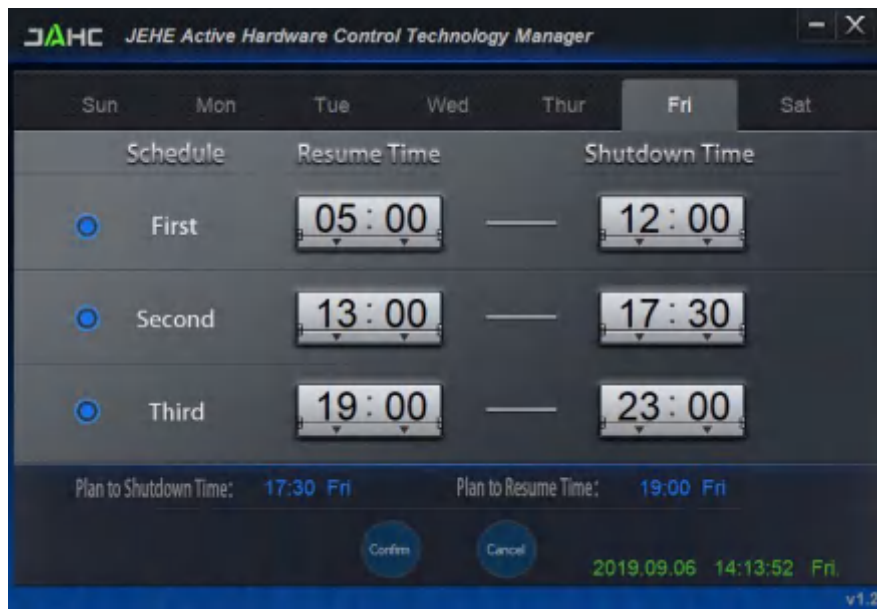 JAHC JEHE Active Hardware Control Technology Manager
Sun Mon Tue Wed Thur Fri Sat
Schedule Resume Time Shutdown Time
First 05:00 12:00
Second 13:00 17:30
Third 19:00 23:00
Plan to Shutdown Time: 17:30 Fri Plan to Resume Time: 19:00 Fri
Confirm Cancel
2019.09.06 14:13:52 Fri.
v1.2